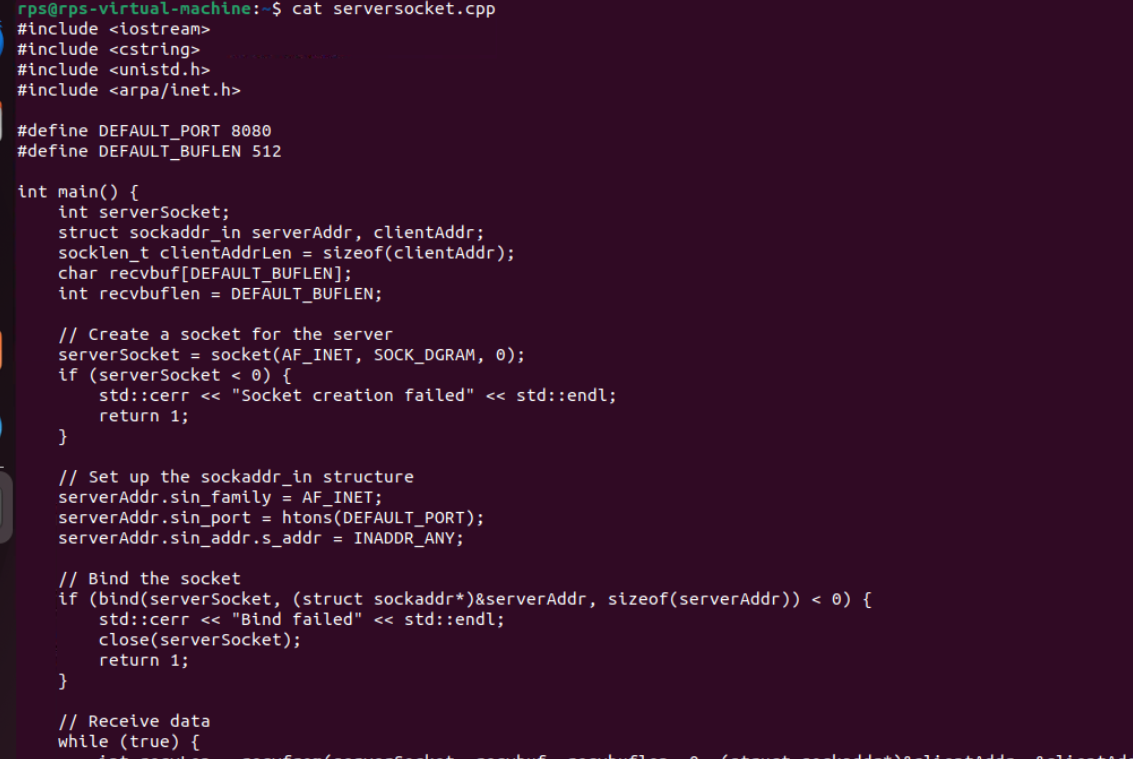 rps@rps-virtual-machine:~$ cat serversocket.cpp
#include <iostream>
#include <cstring>
#include <unistd.h>
#include <arpa/inet.h>

#define DEFAULT_PORT 8080
#define DEFAULT_BUFLEN 512

int main() {
    int serverSocket;
    struct sockaddr_in serverAddr, clientAddr;
    socklen_t clientAddrLen = sizeof(clientAddr);
    char recvbuf[DEFAULT_BUFLEN];
    int recvbuflen = DEFAULT_BUFLEN;

    // Create a socket for the server
    serverSocket = socket(AF_INET, SOCK_DGRAM, 0);
    if (serverSocket < 0) {
        std::cerr << "Socket creation failed" << std::endl;
        return 1;
    }

    // Set up the sockaddr_in structure
    serverAddr.sin_family = AF_INET;
    serverAddr.sin_port = htons(DEFAULT_PORT);
    serverAddr.sin_addr.s_addr = INADDR_ANY;

    // Bind the socket
    if (bind(serverSocket, (struct sockaddr*)&serverAddr, sizeof(serverAddr)) < 0) {
        std::cerr << "Bind failed" << std::endl;
        close(serverSocket);
        return 1;
    }

    // Receive data
    while (true) {